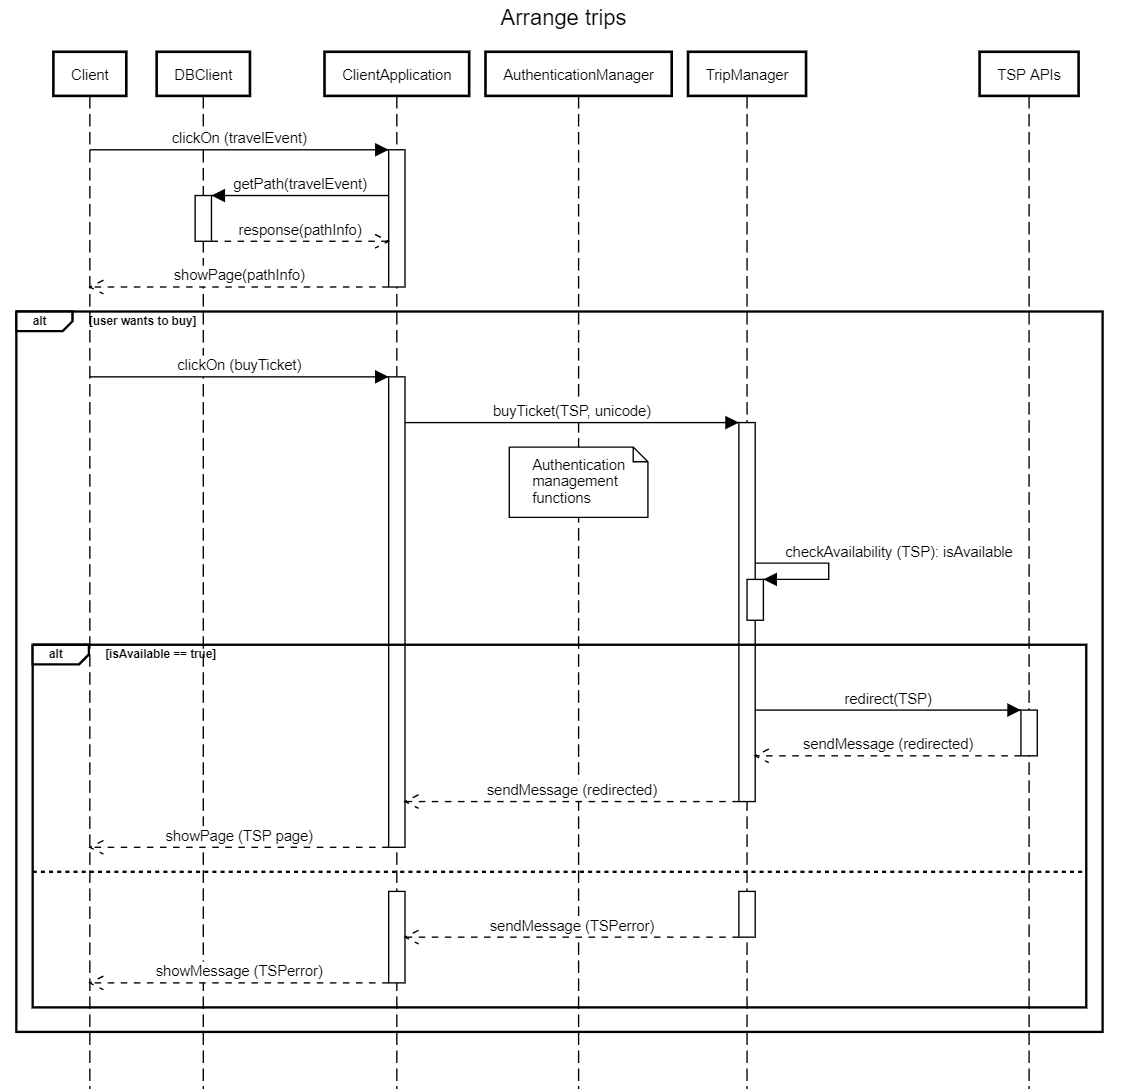 Arrange trips
Client
DBClient
ClientApplication
AuthenticationManager
TripManager
TSP APIs
clickOn (travelEvent)
getPath(travelEvent)
response(pathInfo)
showPage(pathInfo)
alt
[user wants to buy]
clickOn (buyTicket)
buyTicket(TSP, unicode)
Authentication
management
functions
checkAvailability (TSP): isAvailable
alt
[isAvailable == true]
redirect(TSP)
sendMessage (redirected)
sendMessage (redirected)
showPage (TSP page)
sendMessage (TSPerror)
showMessage (TSPerror)